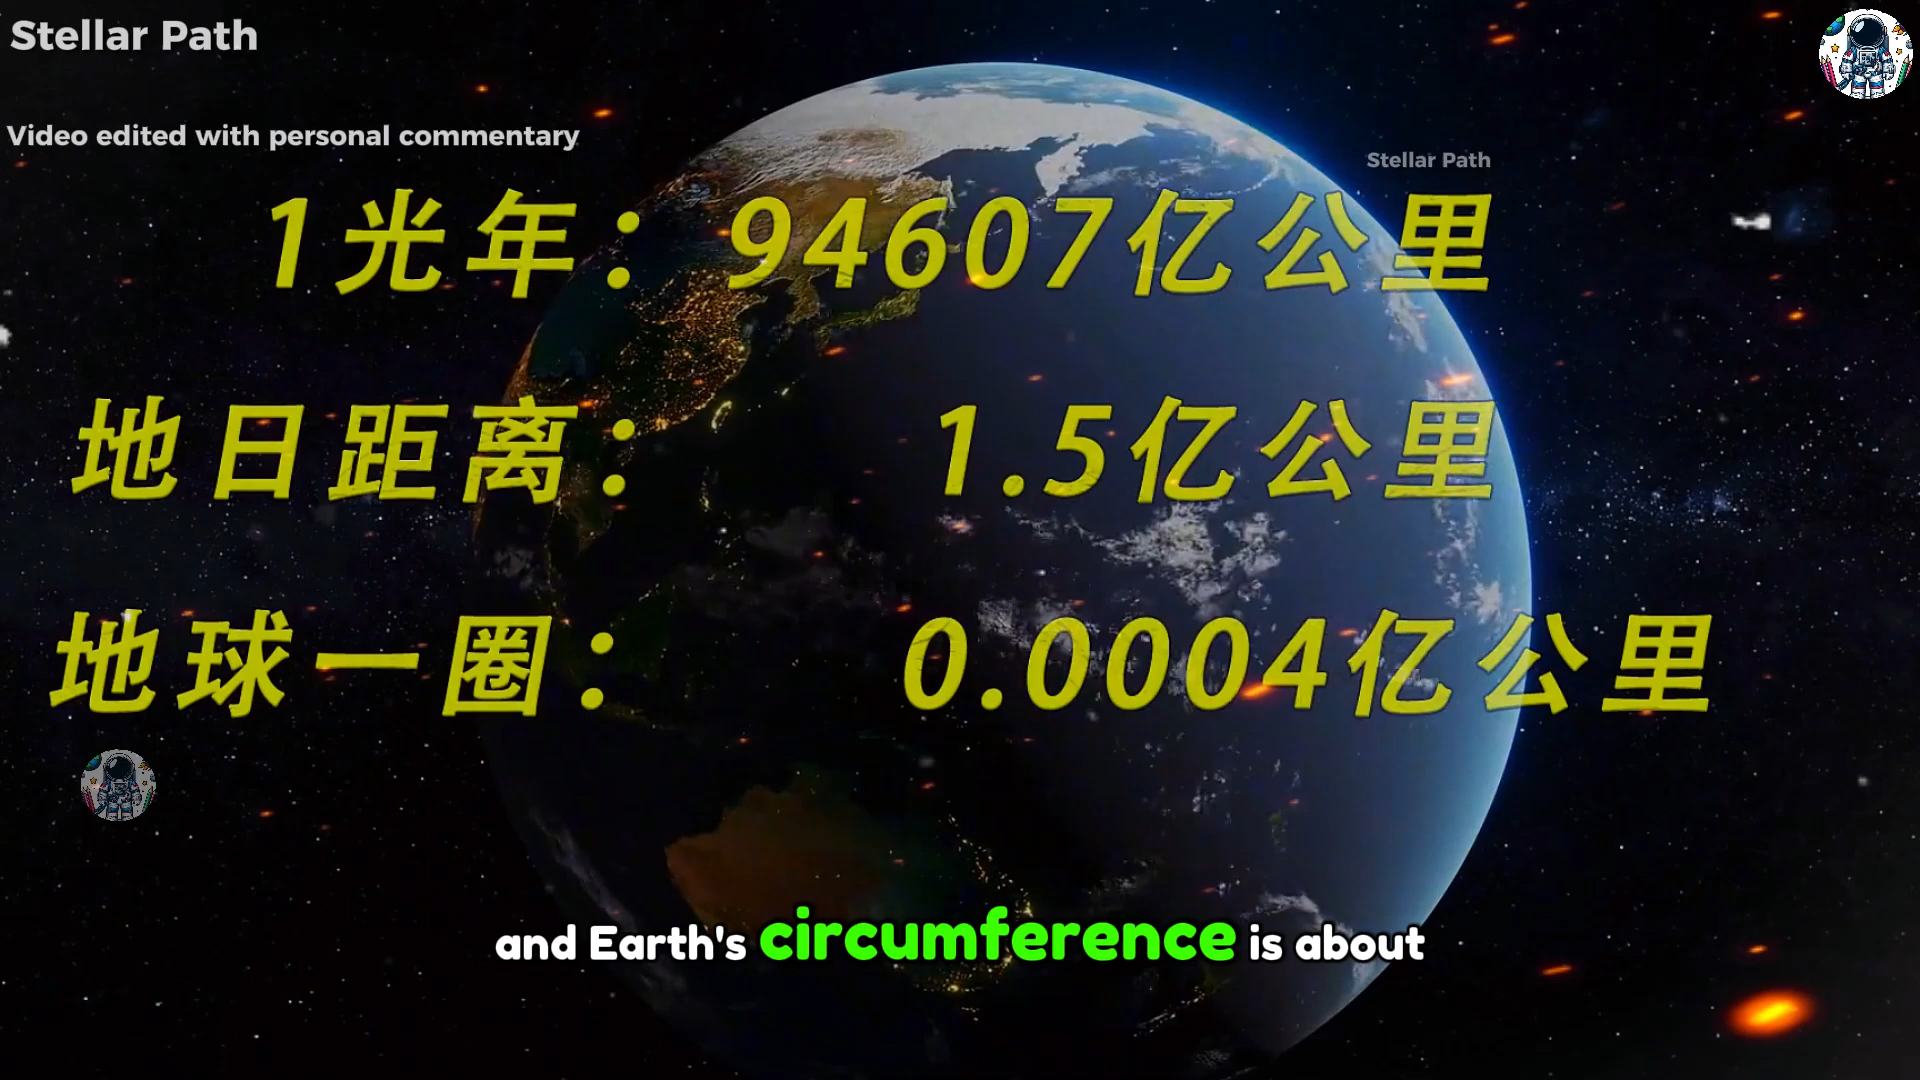 Stellar Path
Video edited with personal commentary
Stellar Path
1光年：94607亿公里
地日距离：1.5亿公里
地球一圈：0.0004亿公里
and Earth's circumference is about